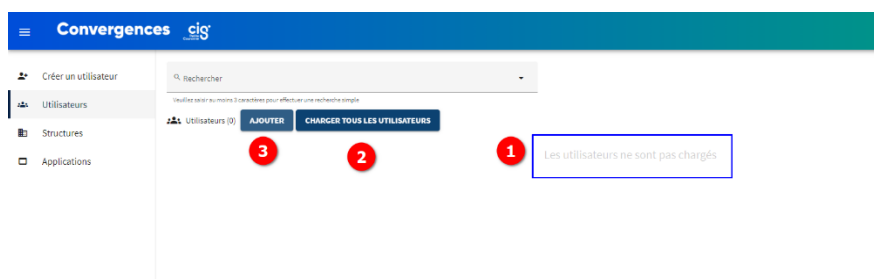 Convergences cig
Créer un utilisateur
Utilisateurs
Structures
Applications
Rechercher
Veuillez saisir au moins 3 caractères pour effectuer une recherche simple
Utilisateurs (0) AJOUTER CHARGER TOUS LES UTILISATEURS
3
2
1
Les utilisateurs ne sont pas chargés